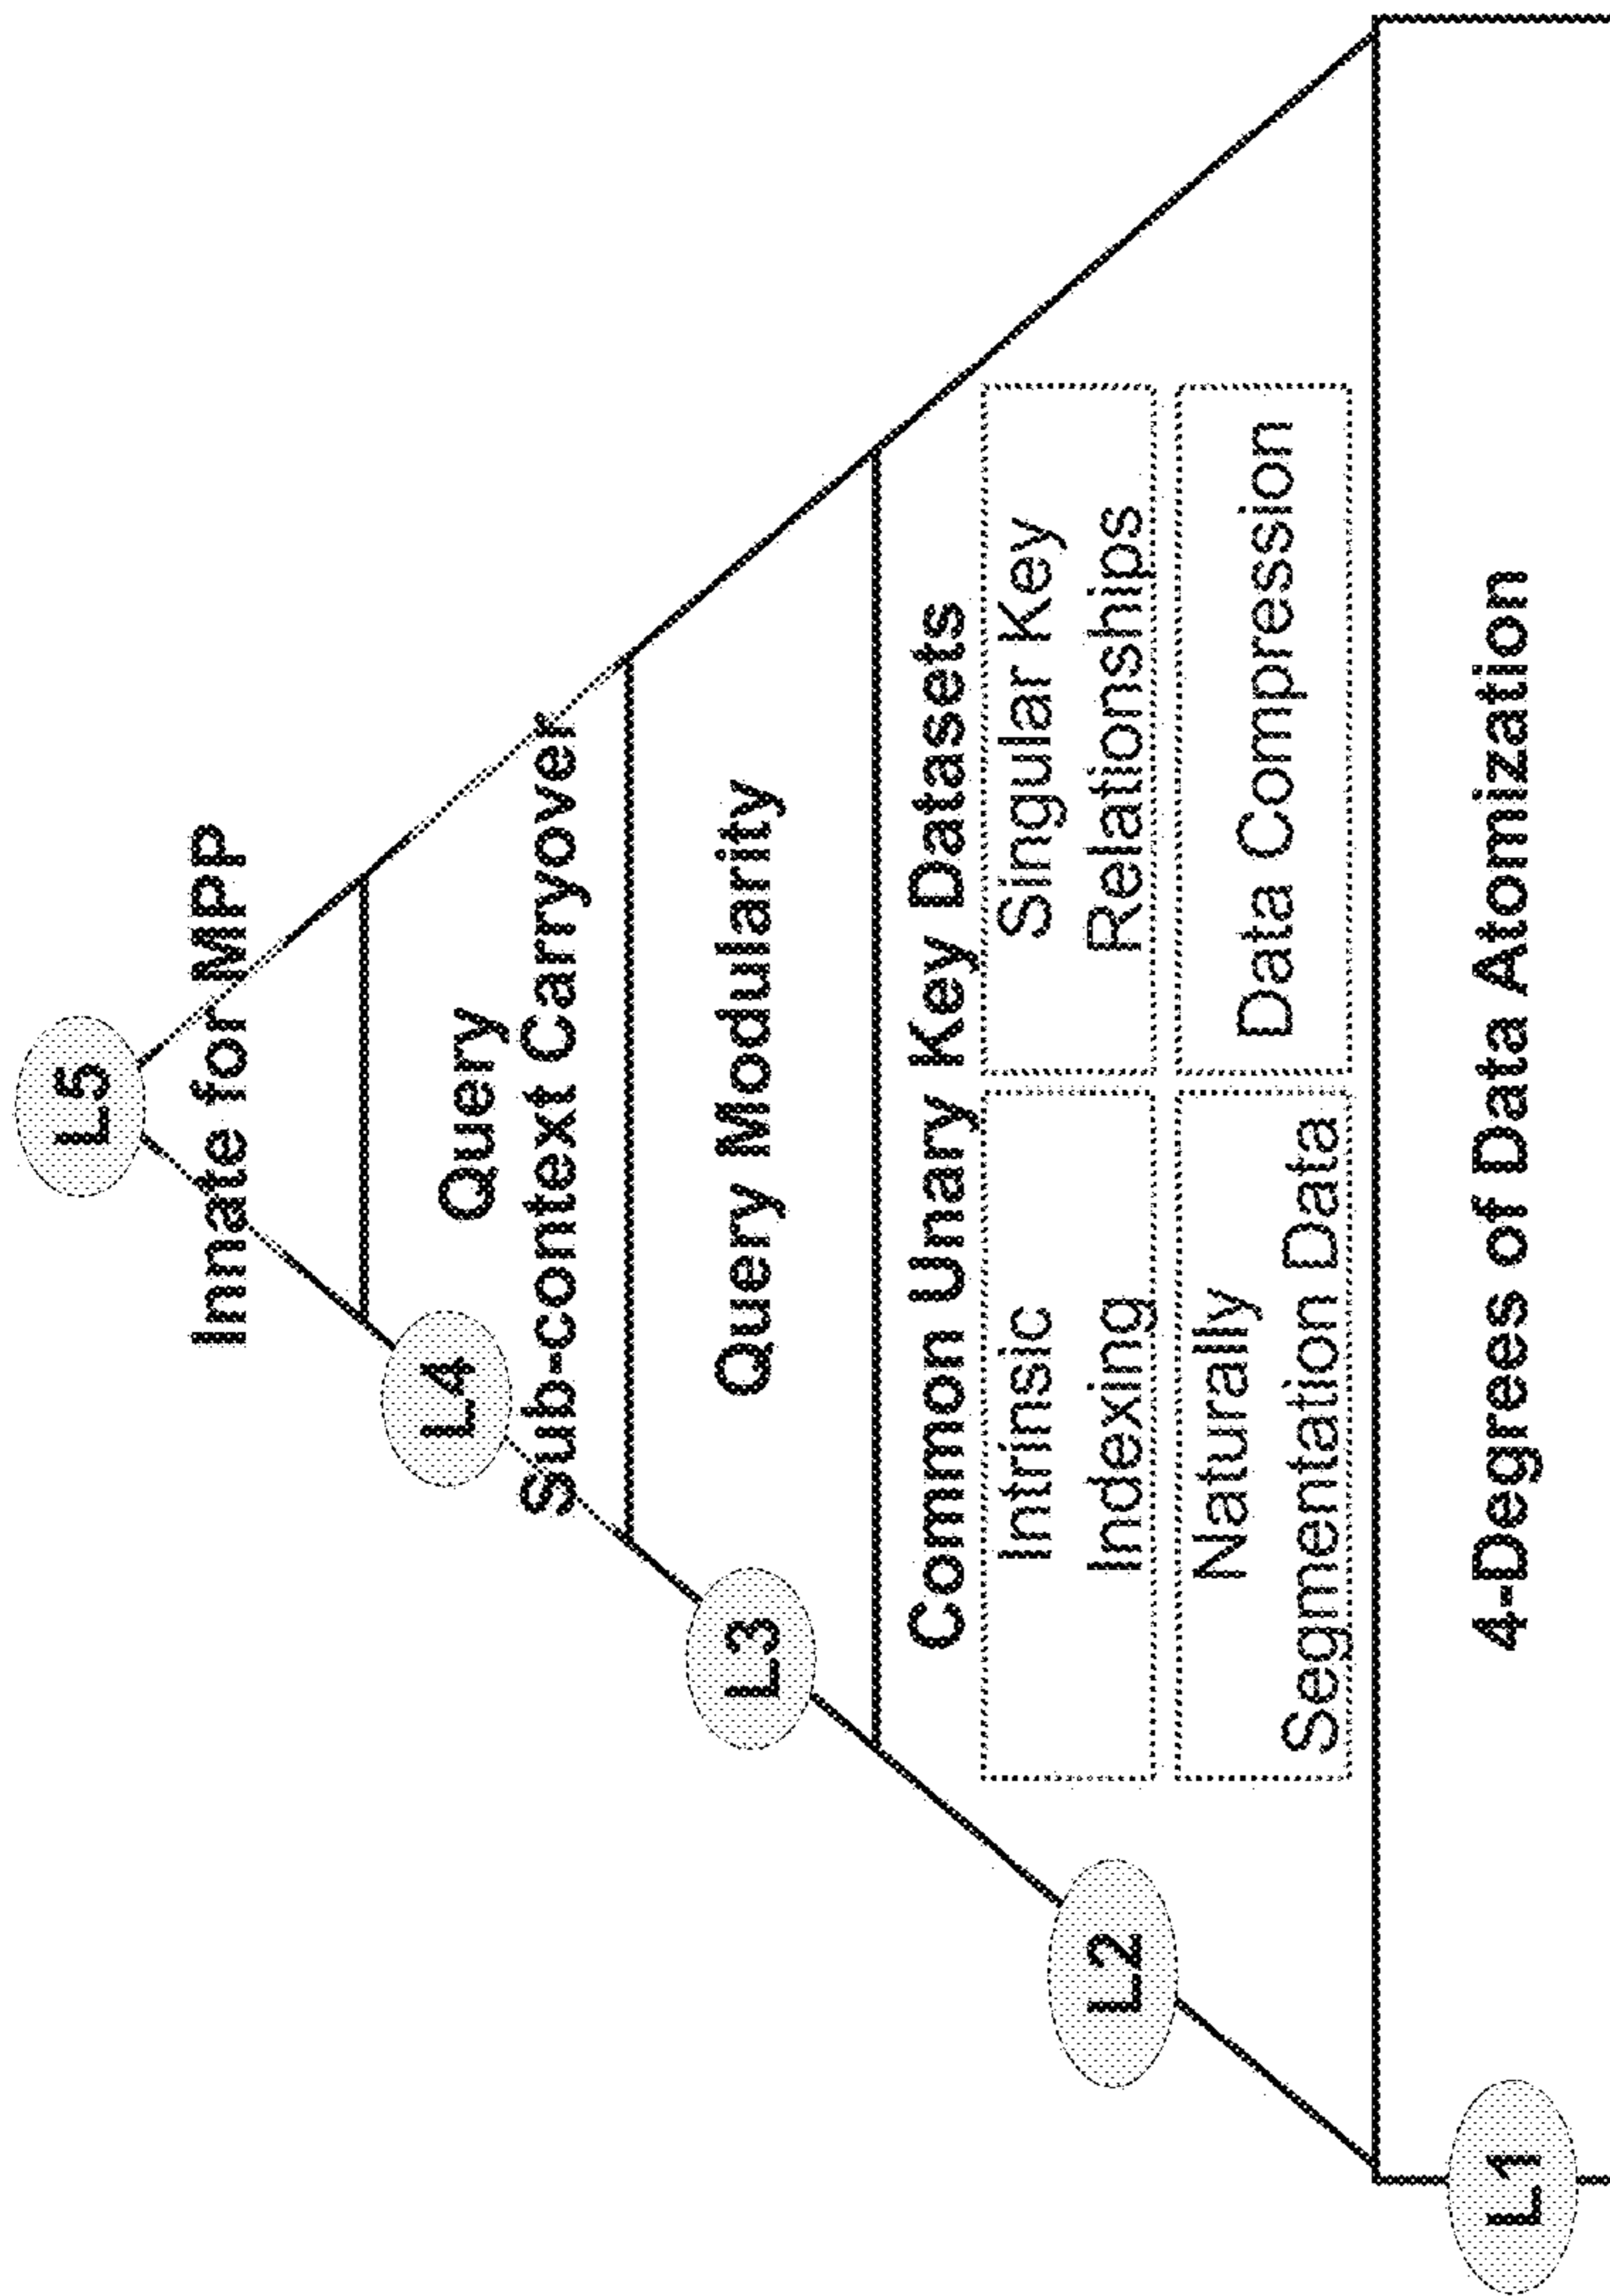 L5
Innate for MPP
L4
Query
Sub-context Carryover
L3
Query Modularity
L2
Common Unary Key Datasets
Intrinsic
Indexing
Singular Key
Relationships
Naturally
Segmentation Data
Data Compression
L1
4-Degrees of Data Atomization